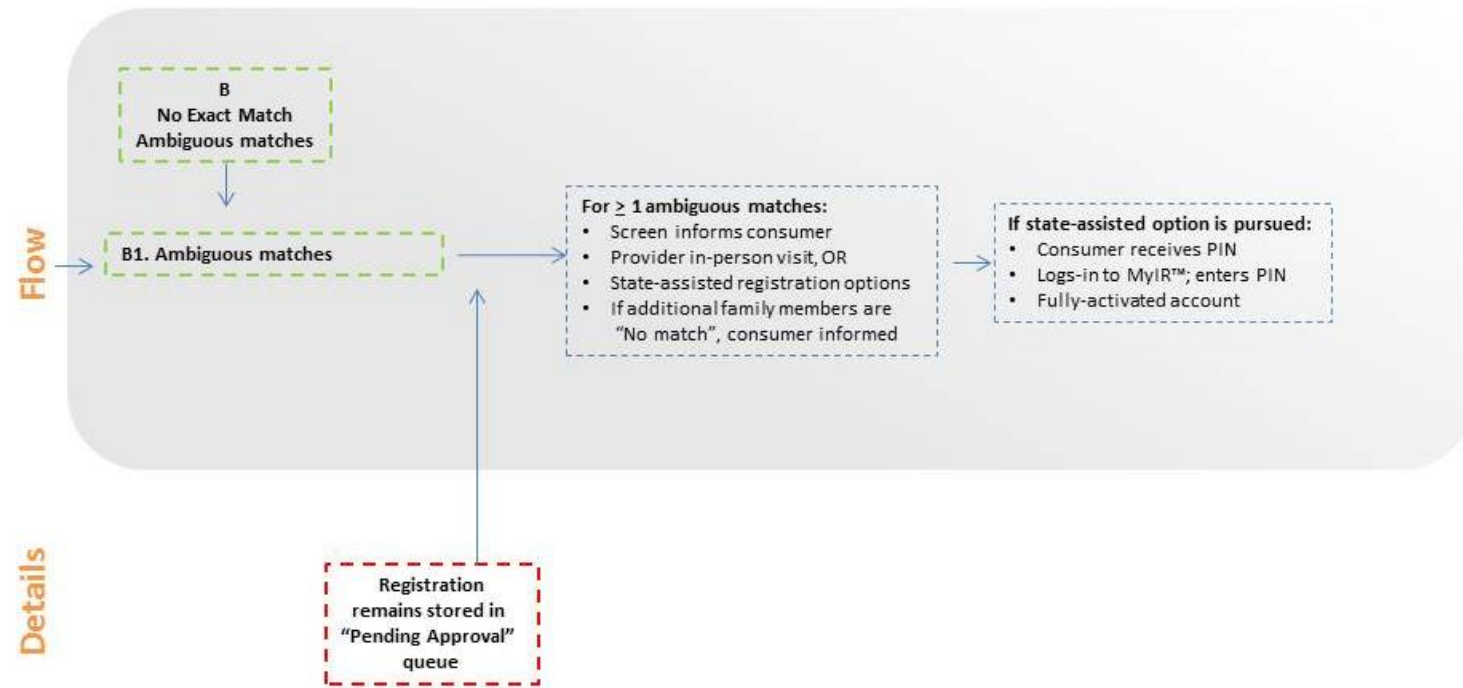 B
No Exact Match
Ambiguous matches
Flow
B1. Ambiguous matches
For ≥ 1 ambiguous matches:
• Screen informs consumer
• Provider in-person visit, OR
• State-assisted registration options
• If additional family members are
“No match”, consumer informed
If state-assisted option is pursued:
• Consumer receives PIN
• Logs-in to MyIR™; enters PIN
• Fully-activated account
Details
Registration
remains stored in
“Pending Approval”
queue